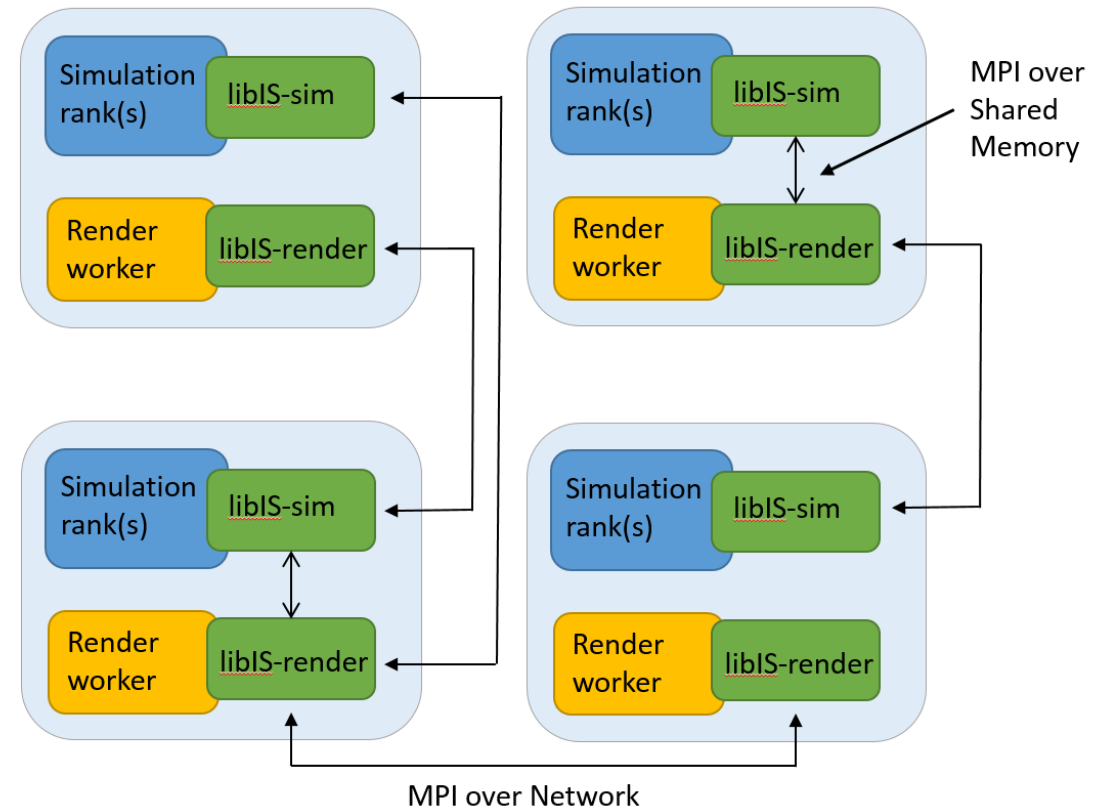 Simulation
rank(s)
libIS-sim
Render
worker
libIS-render
Simulation
rank(s)
libIS-sim
Render
worker
libIS-render
MPI over
Shared
Memory
Simulation
rank(s)
libIS-sim
Render
worker
libIS-render
Simulation
rank(s)
libIS-sim
Render
worker
libIS-render
MPI over Network